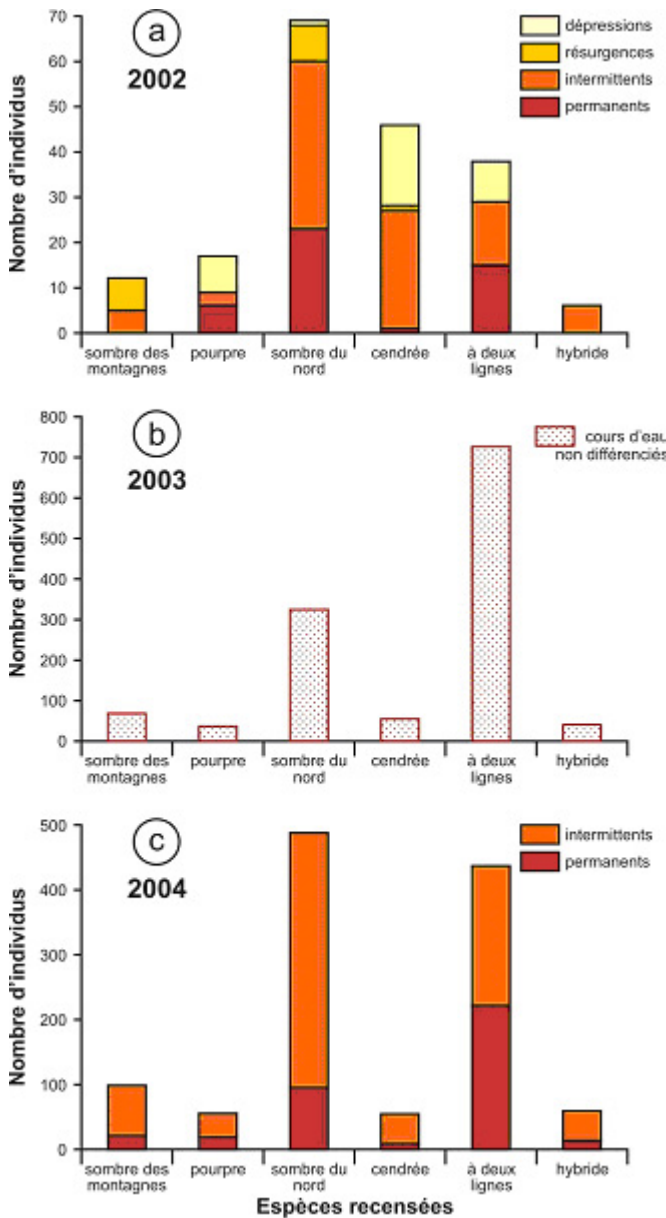 a
2002
dépressions
résurgences
intermittents
permanents
Nombre d'individus
70
60
50
40
30
20
10
0
sombre des montagnes
pourpre
sombre du nord
cendrée
à deux lignes
hybride
b
2003
cours d'eau
non différenciés
Nombre d'individus
800
700
600
500
400
300
200
100
0
sombre des montagnes
pourpre
sombre du nord
cendrée
à deux lignes
hybride
c
2004
intermittents
permanents
Nombre d'individus
500
400
300
200
100
0
sombre des montagnes
pourpre
sombre du nord
cendrée
à deux lignes
hybride
Espèces recensées